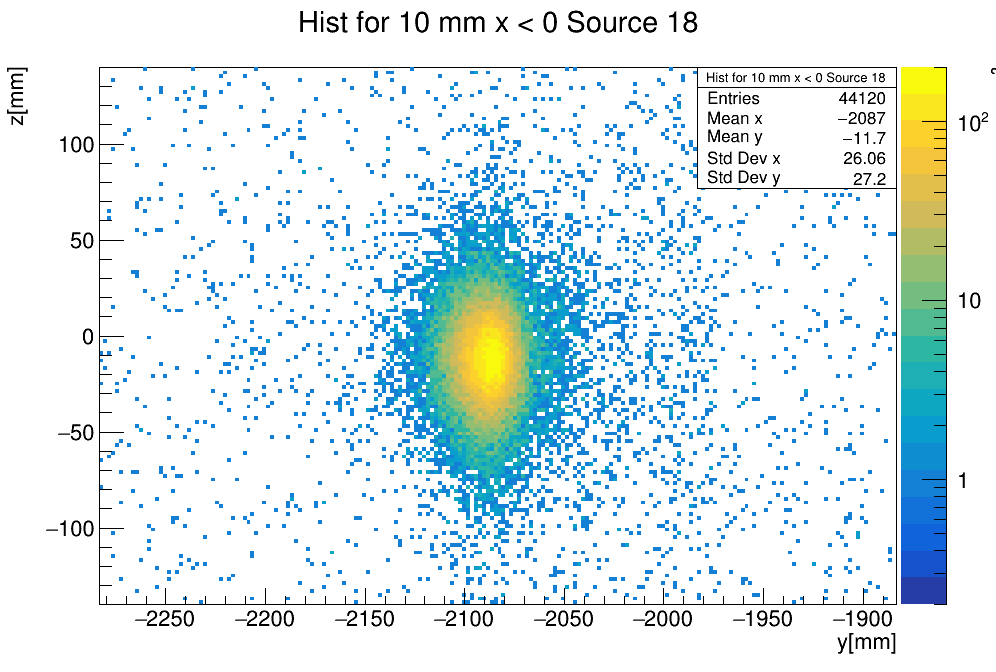 Hist for 10 mm x < 0 Source 18
z[mm]
Hist for 10 mm x < 0 Source 18
Entries 44120
Mean x −2087
Mean y −11.7
Std Dev x 26.06
Std Dev y 27.2
100
50
0
−50
−100
10²
10
1
−2250 −2200 −2150 −2100 −2050 −2000 −1950 −1900
y[mm]